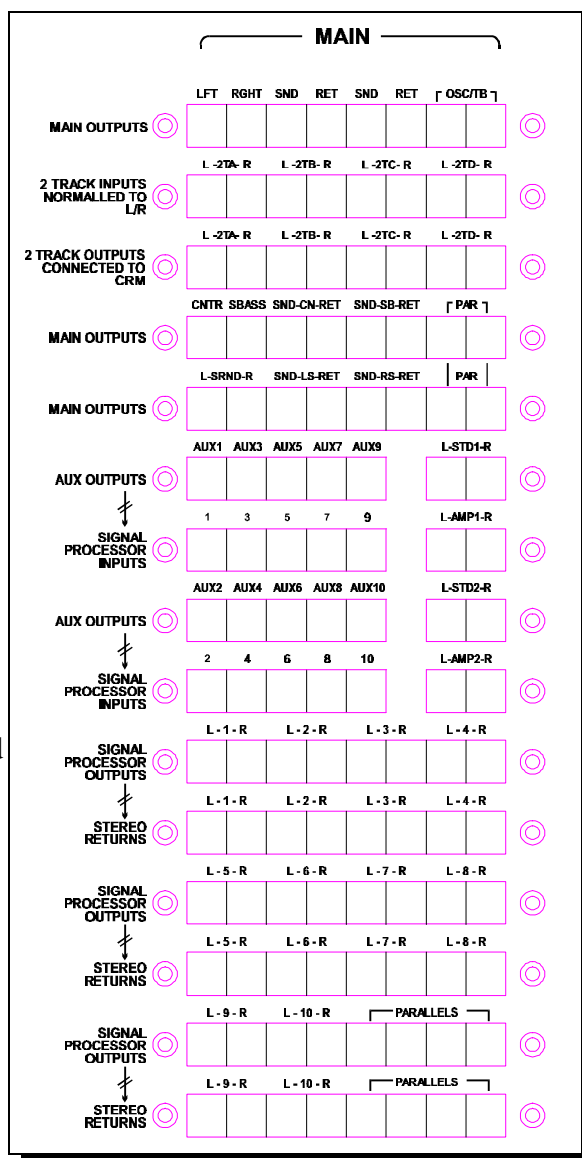 MAIN
LFT RGHT SND RET SND RET OSC/TB
MAIN OUTPUTS
L -2TA- R L -2TB- R L -2TC- R L -2TD- R
2 TRACK INPUTS
NORMALLED TO
L/R
L -2TA- R L -2TB- R L -2TC- R L -2TD- R
2 TRACK OUTPUTS
CONNECTED TO
CRM
CNTR SBASS SND-CN-RET SND-SB-RET PAR
MAIN OUTPUTS
L-SRND-R SND-LS-RET SND-RS-RET PAR
MAIN OUTPUTS
AUX1 AUX3 AUX5 AUX7 AUX9 L-STD1-R
AUX OUTPUTS
1 3 5 7 9 L-AMP1-R
SIGNAL
PROCESSOR
INPUTS
AUX2 AUX4 AUX6 AUX8 AUX10 L-STD2-R
AUX OUTPUTS
2 4 6 8 10 L-AMP2-R
SIGNAL
PROCESSOR
INPUTS
L - 1 - R L - 2 - R L - 3 - R L - 4 - R
SIGNAL
PROCESSOR
OUTPUTS
L - 1 - R L - 2 - R L - 3 - R L - 4 - R
STEREO
RETURNS
L - 5 - R L - 6 - R L - 7 - R L - 8 - R
SIGNAL
PROCESSOR
OUTPUTS
L - 5 - R L - 6 - R L - 7 - R L - 8 - R
STEREO
RETURNS
L - 9 - R L - 10 - R PARALLELS
SIGNAL
PROCESSOR
OUTPUTS
L - 9 - R L - 10 - R PARALLELS
STEREO
RETURNS